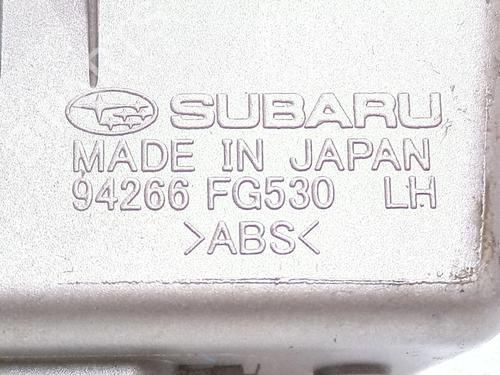 SUBARU
MADE IN JAPAN
94266 FG530 LH
>ABS<